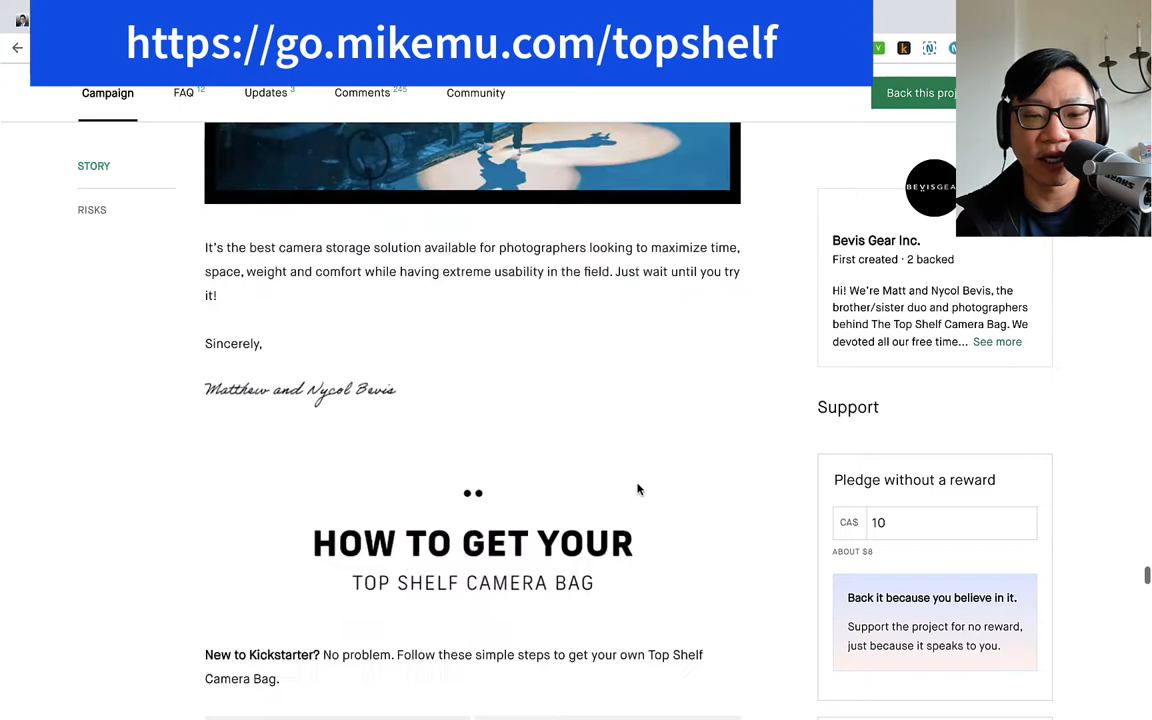 https://go.mikemu.com/topshelf
Campaign
FAQ 12
Updates 3
Comments 245
Community
Back this proj
STORY
RISKS
It's the best camera storage solution available for photographers looking to maximize time,
space, weight and comfort while having extreme usability in the field. Just wait until you try
it!
Sincerely,
Matthew and Nycol Bevis
HOW TO GET YOUR
TOP SHELF CAMERA BAG
New to Kickstarter? No problem. Follow these simple steps to get your own Top Shelf
Camera Bag.
BEVISGEA
Bevis Gear Inc.
First created · 2 backed
Hi! We're Matt and Nycol Bevis, the
brother/sister duo and photographers
behind The Top Shelf Camera Bag. We
devoted all our free time... See more
Support
Pledge without a reward
CA$ 10
ABOUT $8
Back it because you believe in it.
Support the project for no reward,
just because it speaks to you.